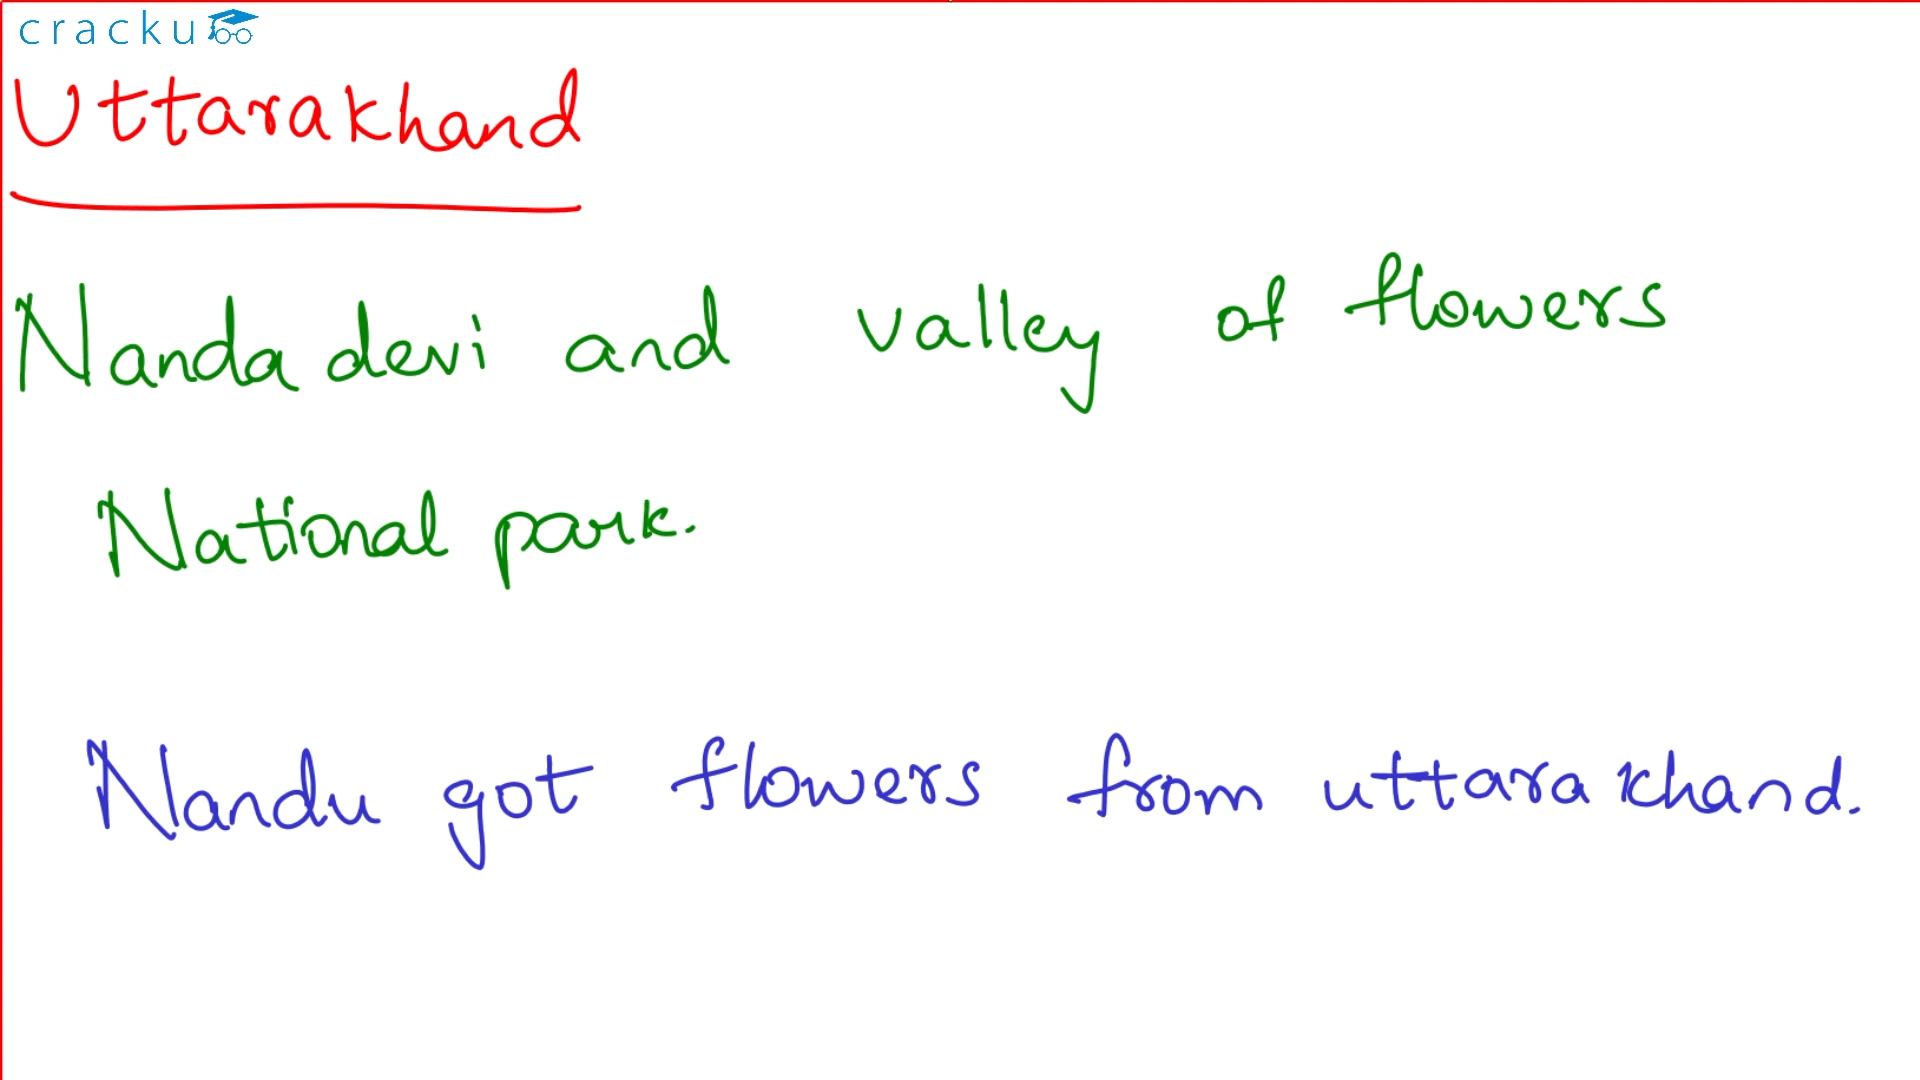 cracku
Uttarakhand
Nanda devi and valley of flowers
National park.
Nandu got flowers from uttarakhand.